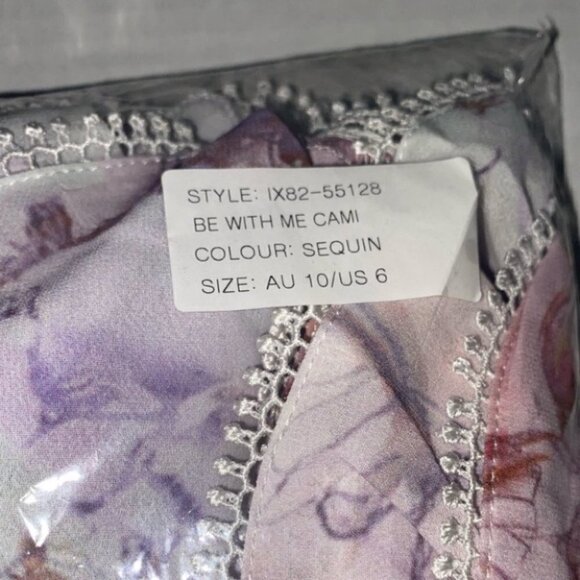 STYLE: IX82-55128
BE WITH ME CAMI
COLOUR: SEQUIN
SIZE: AU 10/US 6